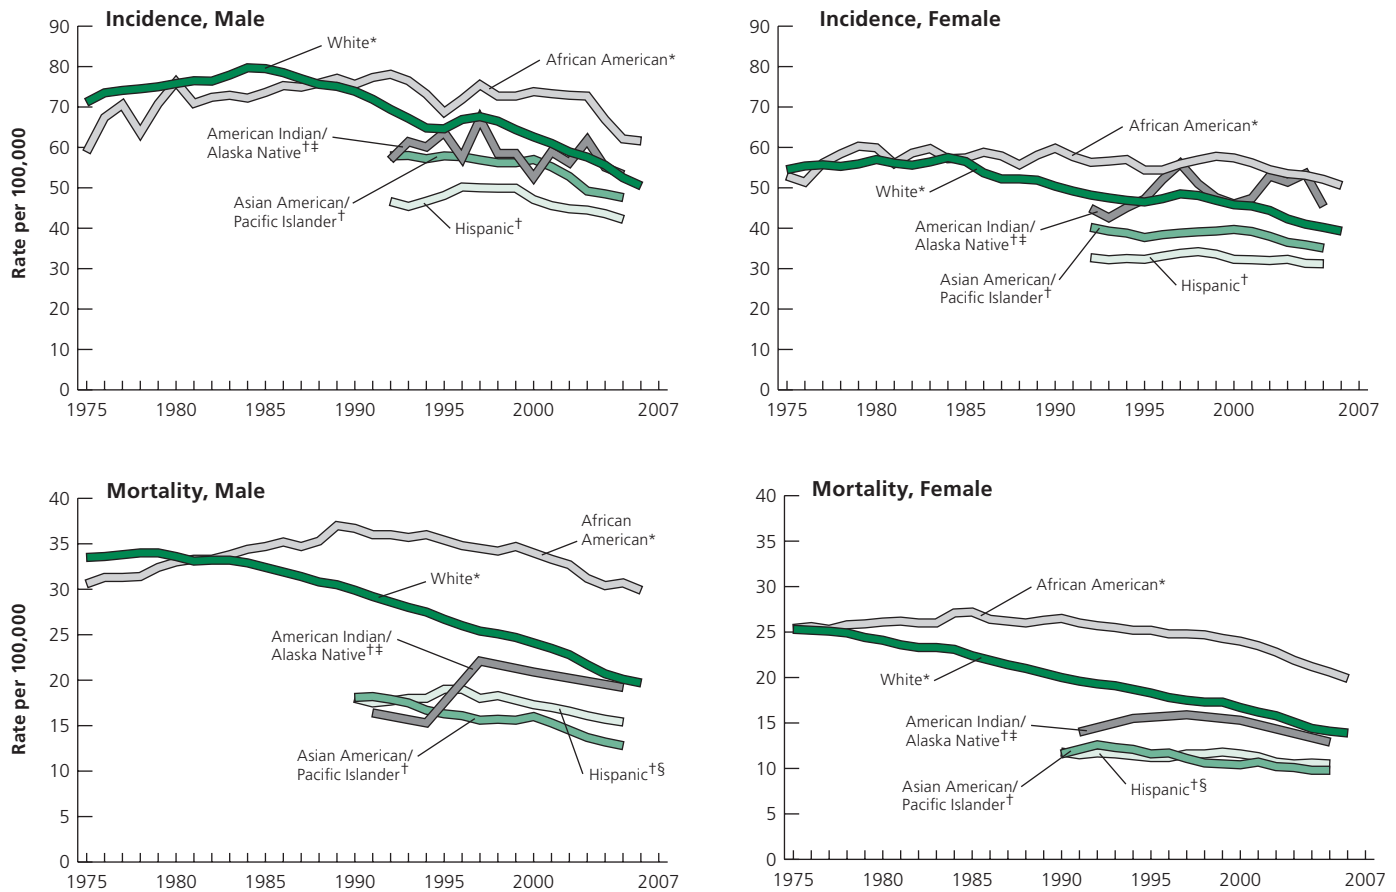 Incidence, Male
Rate per 100,000
90
80
70
60
50
40
30
20
10
0
White*
African American*
American Indian/
Alaska Native†‡
Asian American/
Pacific Islander†
Hispanic†
1975 1980 1985 1990 1995 2000 2007
Incidence, Female
90
80
70
60
50
40
30
20
10
0
African American*
White*
American Indian/
Alaska Native†‡
Asian American/
Pacific Islander†
Hispanic†
1975 1980 1985 1990 1995 2000 2007
Mortality, Male
Rate per 100,000
40
35
30
25
20
15
10
5
0
African
American*
White*
American Indian/
Alaska Native†‡
Asian American/
Pacific Islander†
Hispanic†§
1975 1980 1985 1990 1995 2000 2007
Mortality, Female
40
35
30
25
20
15
10
5
0
African American*
White*
American Indian/
Alaska Native†‡
Asian American/
Pacific Islander†
Hispanic†§
1975 1980 1985 1990 1995 2000 2007